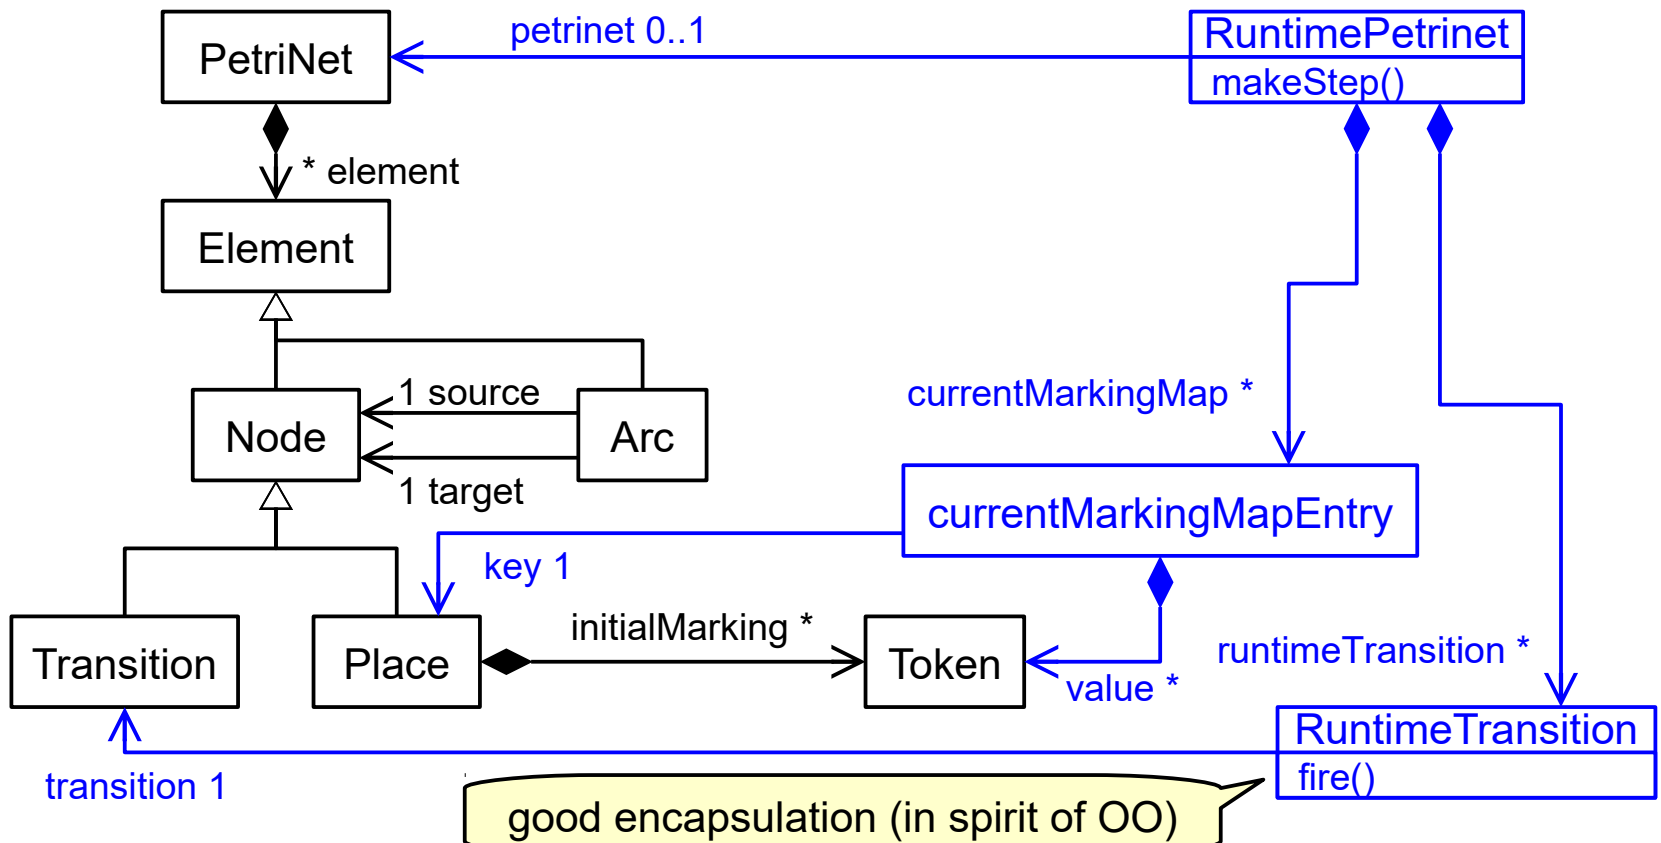 petrinet 0..1
RuntimePetrinet
PetriNet
makeStep()
* element
Element
1 source
currentMarkingMap *
Node
Arc
1 target
currentMarkingMapEntry
key 1
initialMarking *
Transition
Place
Token
runtimeTransition *
value *
RuntimeTransition
transition 1
fire()
good encapsulation (in spirit of OO)